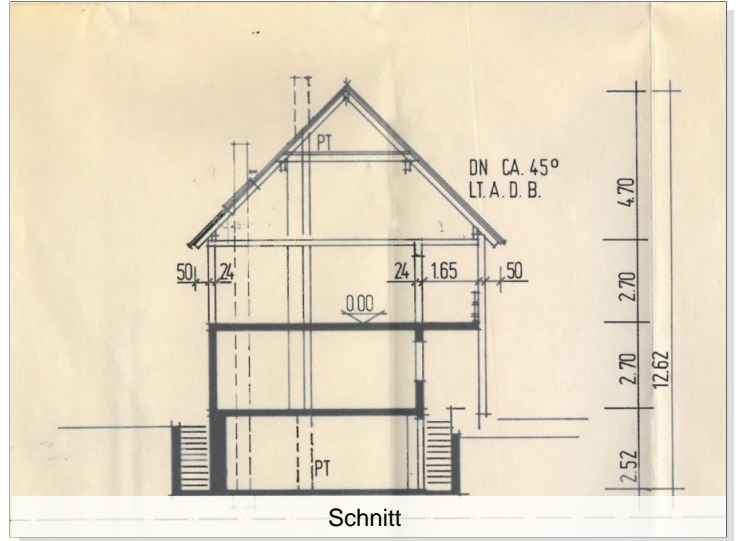 PT
DN CA. 45°
LT. A. D. B.
4.70
50 24
24 1.65 50
0.00
2.70
2.70
12.62
PT
2.52
Schnitt